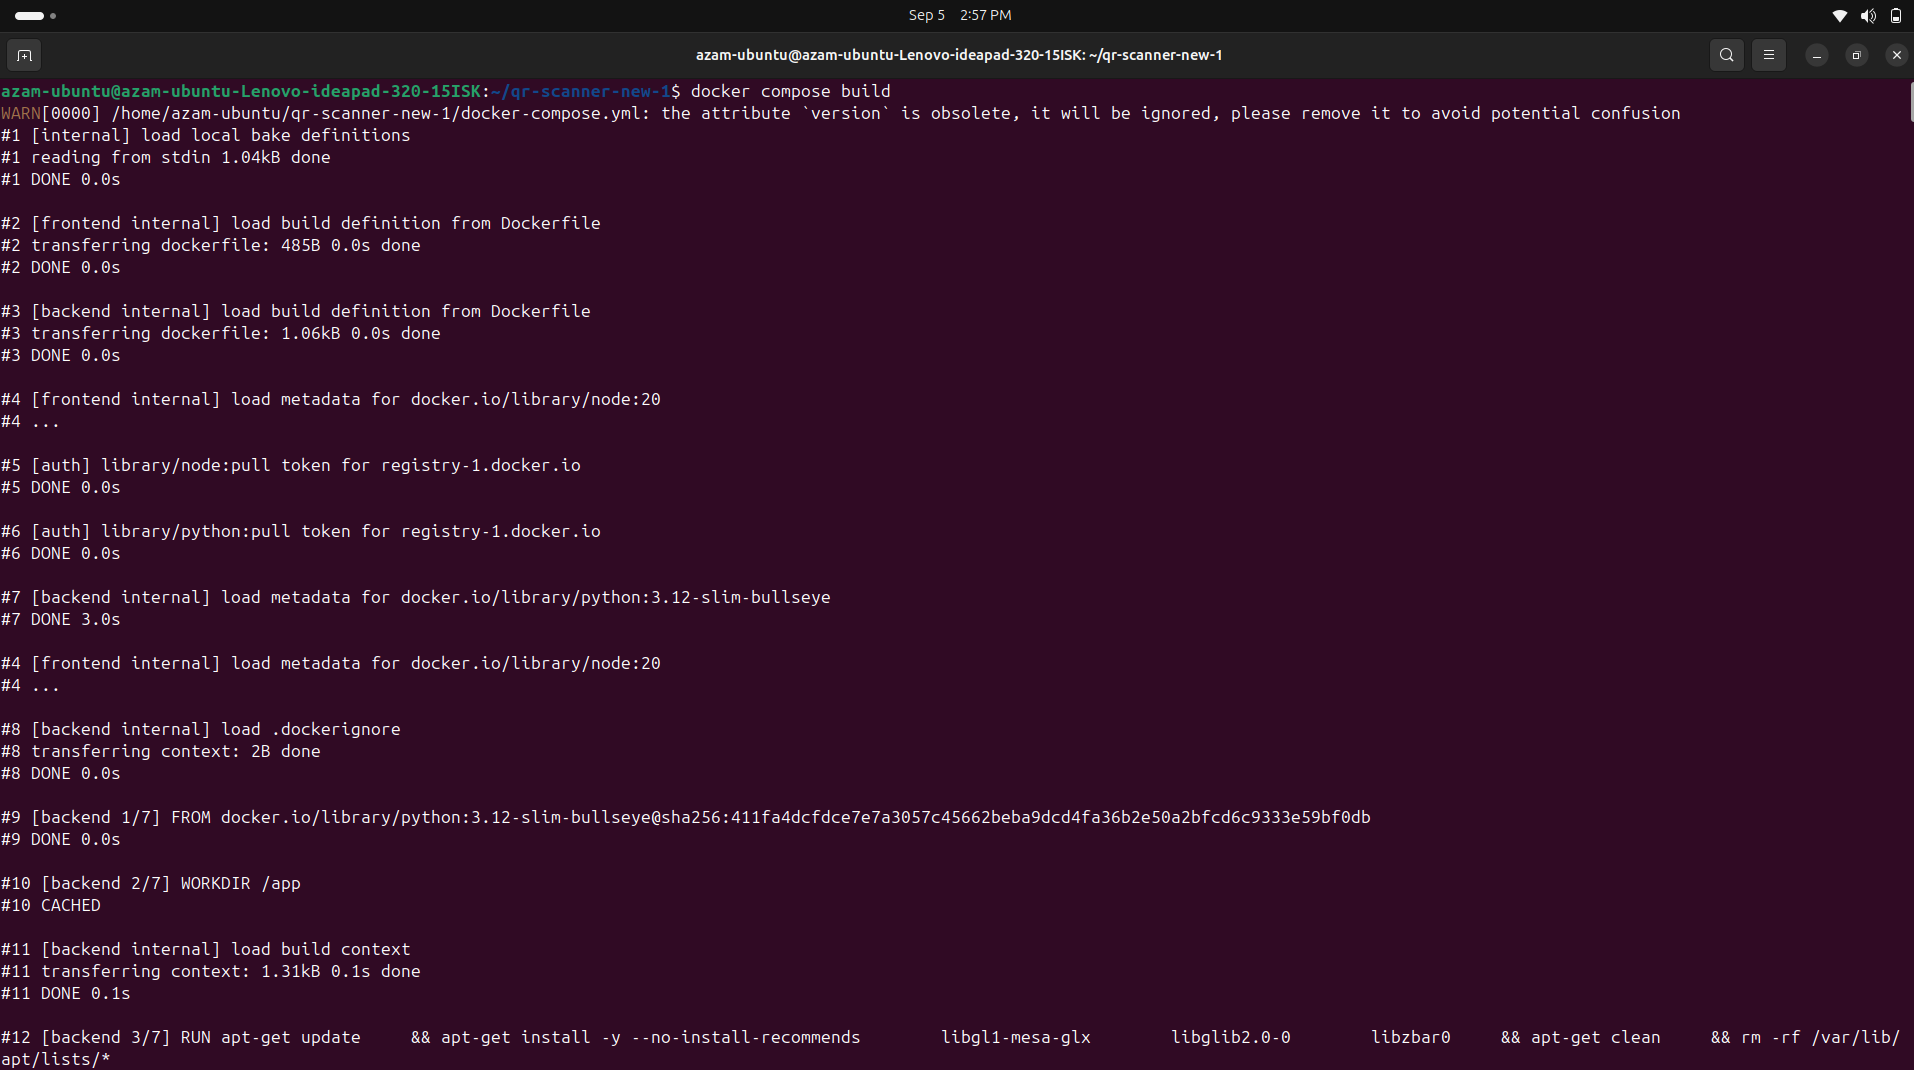 Sep 5 2:57 PM
azam-ubuntu@azam-ubuntu-Lenovo-ideapad-320-15ISK: ~/qr-scanner-new-1
azam-ubuntu@azam-ubuntu-Lenovo-ideapad-320-15ISK:~/qr-scanner-new-1$ docker compose build
WARN[0000] /home/azam-ubuntu/qr-scanner-new-1/docker-compose.yml: the attribute `version` is obsolete, it will be ignored, please remove it to avoid potential confusion
#1 [internal] load local bake definitions
#1 reading from stdin 1.04kB done
#1 DONE 0.0s
#2 [frontend internal] load build definition from Dockerfile
#2 transferring dockerfile: 485B 0.0s done
#2 DONE 0.0s
#3 [backend internal] load build definition from Dockerfile
#3 transferring dockerfile: 1.06kB 0.0s done
#3 DONE 0.0s
#4 [frontend internal] load metadata for docker.io/library/node:20
#4 ...
#5 [auth] library/node:pull token for registry-1.docker.io
#5 DONE 0.0s
#6 [auth] library/python:pull token for registry-1.docker.io
#6 DONE 0.0s
#7 [backend internal] load metadata for docker.io/library/python:3.12-slim-bullseye
#7 DONE 3.0s
#4 [frontend internal] load metadata for docker.io/library/node:20
#4 ...
#8 [backend internal] load .dockerignore
#8 transferring context: 2B done
#8 DONE 0.0s
#9 [backend 1/7] FROM docker.io/library/python:3.12-slim-bullseye@sha256:411fa4dcfdce7e7a3057c45662beba9dcd4fa36b2e50a2bfcd6c9333e59bf0db
#9 DONE 0.0s
#10 [backend 2/7] WORKDIR /app
#10 CACHED
#11 [backend internal] load build context
#11 transferring context: 1.31kB 0.1s done
#11 DONE 0.1s
#12 [backend 3/7] RUN apt-get update     && apt-get install -y --no-install-recommends        libgl1-mesa-glx        libglib2.0-0        libzbar0     && apt-get clean     && rm -rf /var/lib/
apt/lists/*